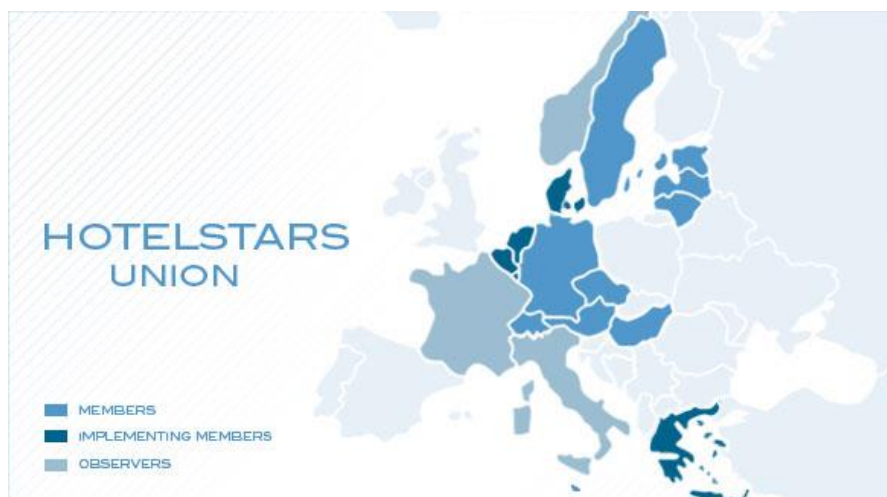 HOTELSTARS
UNION
MEMBERS
IMPLEMENTING MEMBERS
OBSERVERS